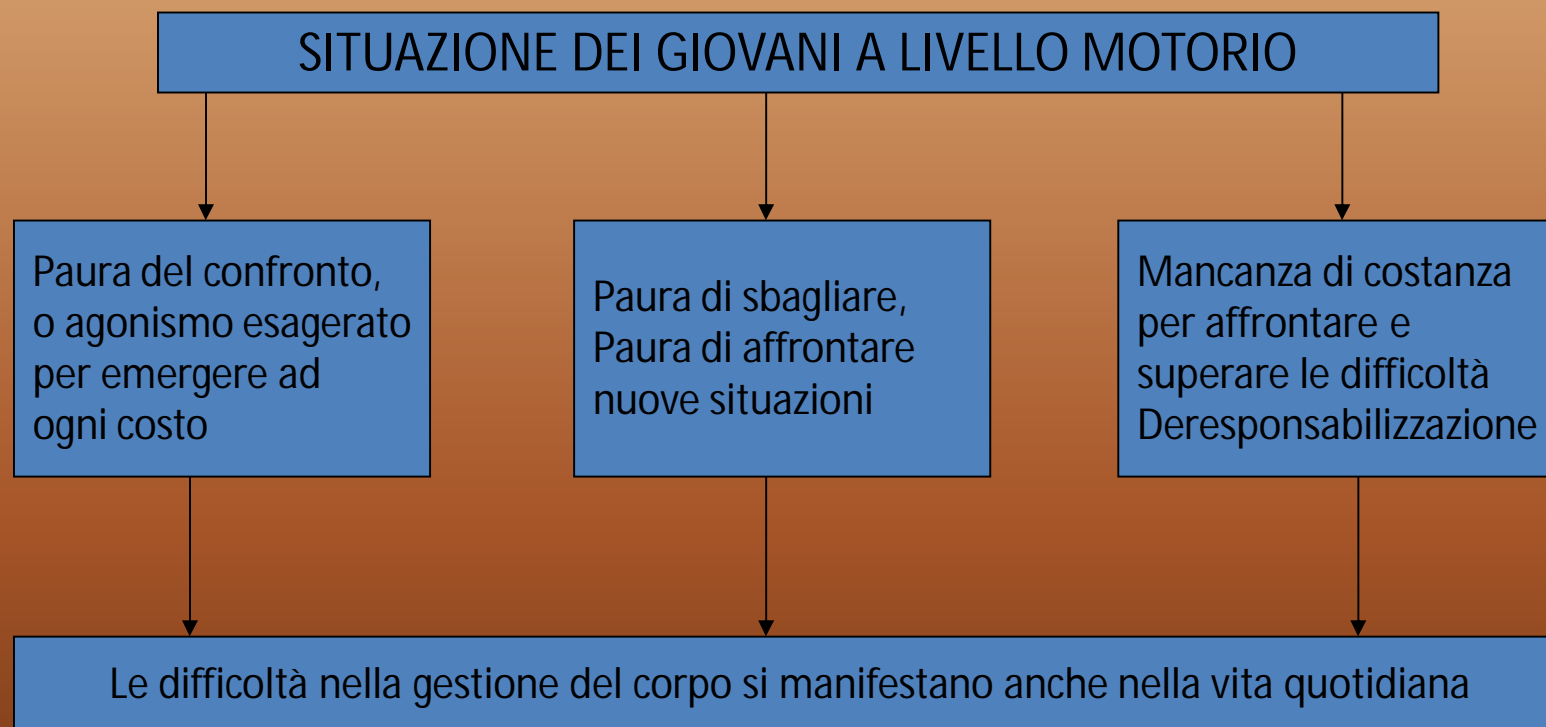 SITUAZIONE DEI GIOVANI A LIVELLO MOTORIO
Paura del confronto,
o agonismo esagerato
per emergere ad
ogni costo
Paura di sbagliare,
Paura di affrontare
nuove situazioni
Mancanza di costanza
per affrontare e
superare le difficoltà
Deresponsabilizzazione
Le difficoltà nella gestione del corpo si manifestano anche nella vita quotidiana